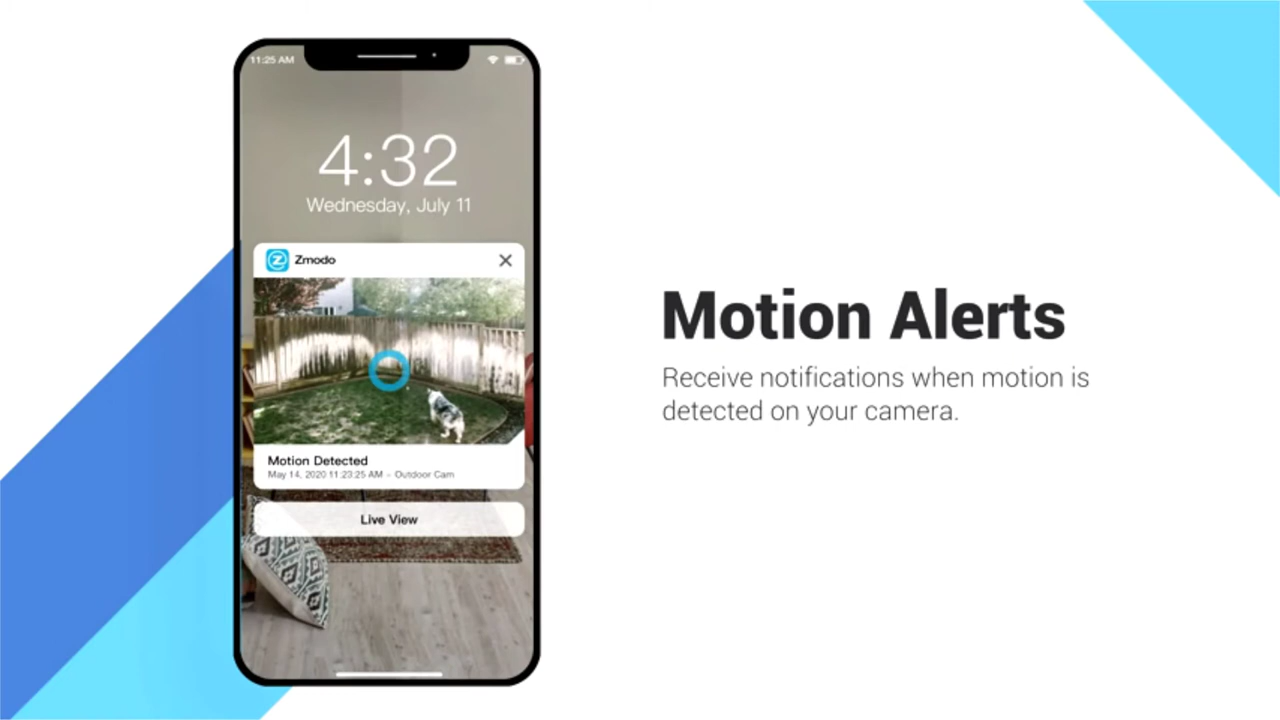 11:25 AM
4:32
Wednesday, July 11
Zmodo
Motion Detected
May 14, 2020 11:23:25 AM – Outdoor Cam
Live View
Motion Alerts
Receive notifications when motion is
detected on your camera.